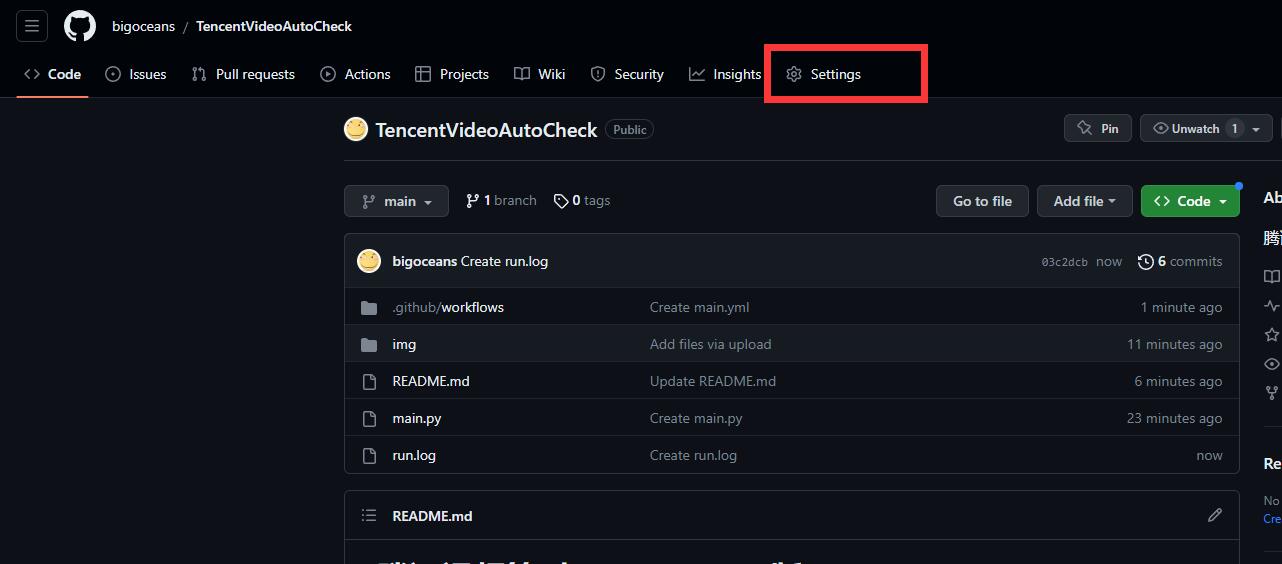 bigoceans / TencentVideoAutoCheck
Code Issues Pull requests Actions Projects Wiki Security Insights Settings
TencentVideoAutoCheck Public Pin Unwatch 1
main 1 branch 0 tags Go to file Add file Code
Ab
bigoceans Create run.log 03c2dcb now 6 commits
腾
.github/workflows Create main.yml 1 minute ago
img Add files via upload 11 minutes ago
README.md Update README.md 6 minutes ago
main.py Create main.py 23 minutes ago
run.log Create run.log now
Re
No
Cre
README.md